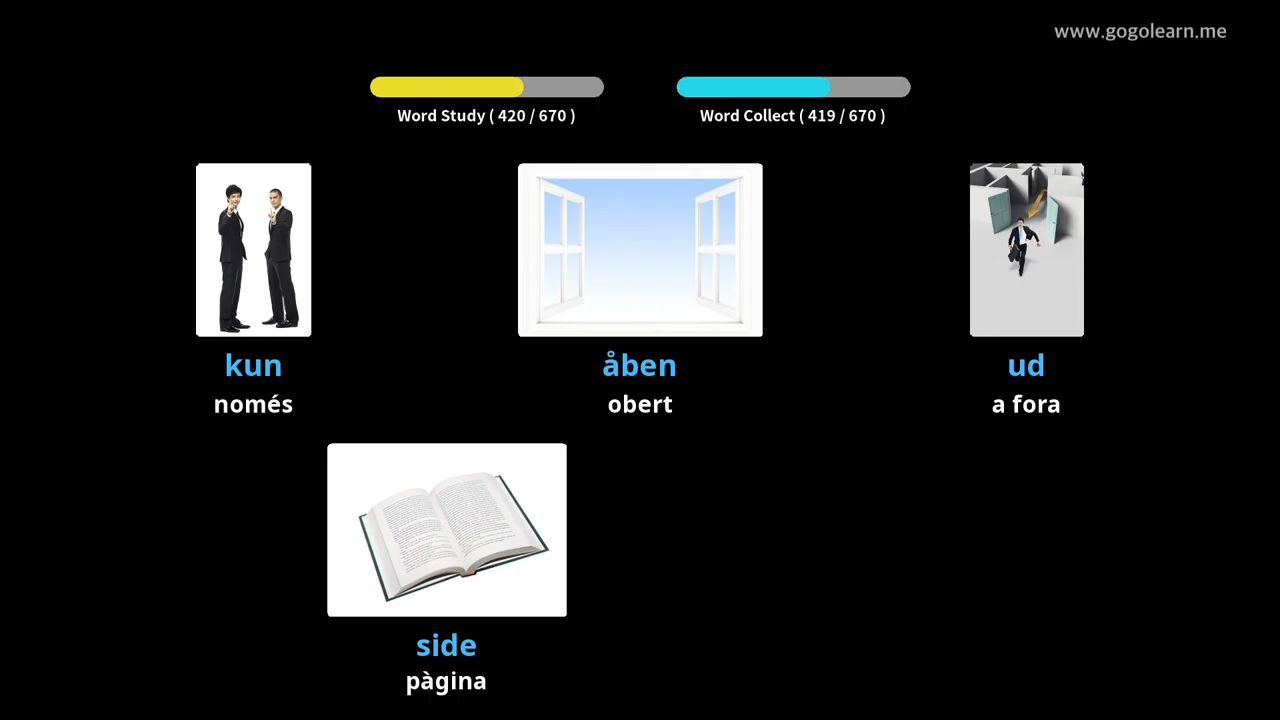 www.gogolearn.me
Word Study ( 420 / 670 )
Word Collect ( 419 / 670 )
kun
només
åben
obert
ud
a fora
side
pàgina